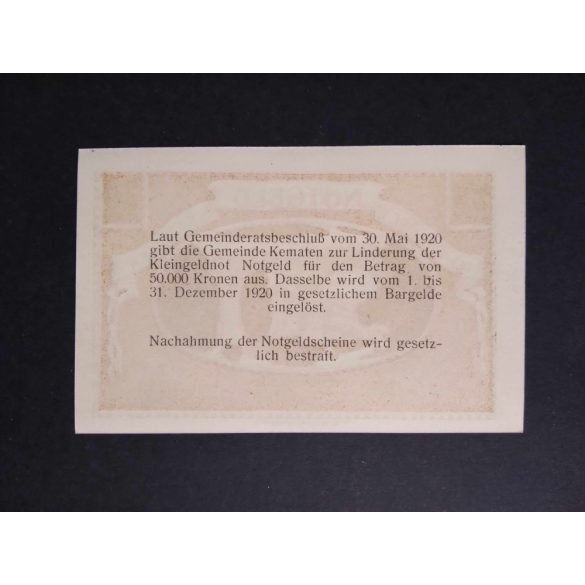 Laut Gemeinderatsbeschluß vom 30. Mai 1920
gibt die Gemeinde Kematen zur Linderung der
Kleingeldnot Notgeld für den Betrag von
50.000 Kronen aus. Dasselbe wird vom 1. bis
31. Dezember 1920 in gesetzlichem Bargelde
eingelöst.
Nachahmung der Notgeldscheine wird gesetz-
lich bestraft.